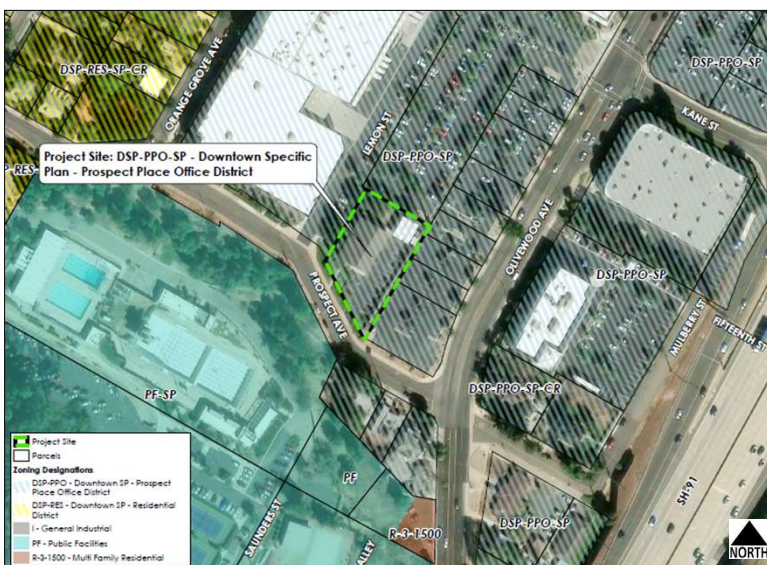 DSP-RES-SP-CR
ORANGE GROVE AVE
DSP-PPO-SP
LEMON ST
KANE ST
Project Site: DSP-PPO-SP - Downtown Specific
Plan - Prospect Place Office District
DSP-PPO-SP
P-RES-
OLIVEWOOD AVE
DSP-PPO-SP
PROSPECT AVE
MULBERRY ST
FIFTEENTH ST
PF-SP
DSP-PPO-SP-CR
SH-91
PF
DSP-PPO-SP
SAUNDERS ST
R-3-1500
ALLEY
Project Site
Parcels
Zoning Designations
DSP-PPO - Downtown SP - Prospect
Place Office District
DSP-RES - Downtown SP - Residential
District
I - General Industrial
PF - Public Facilities
R-3-1500 - Multi Family Residential
NORTH